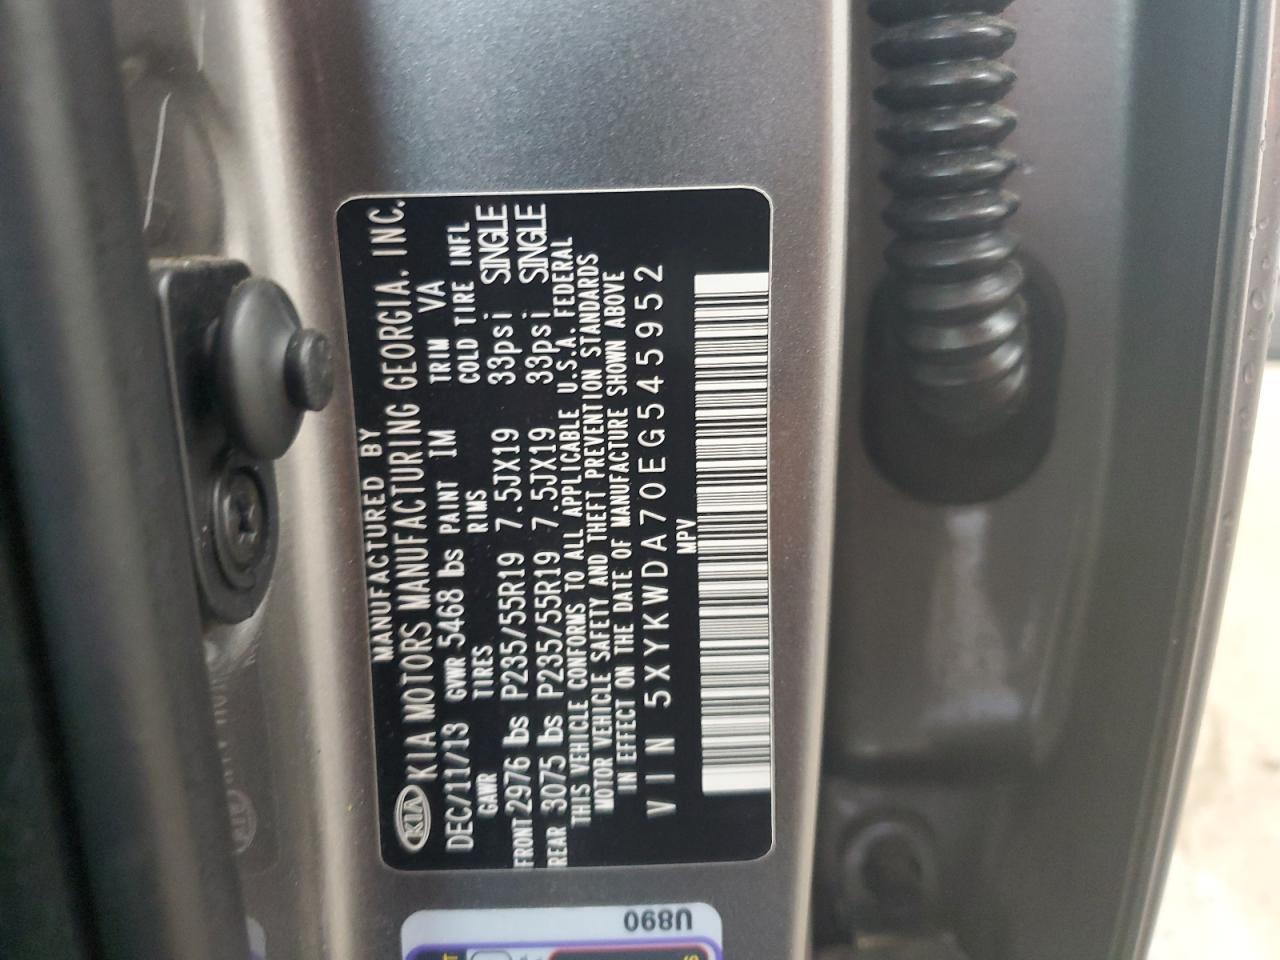 MANUFACTURED BY
KIA KIA MOTORS MANUFACTURING GEORGIA. INC.
DEC/11/13 GVWR 5468 lbs PAINT IM TRIM VA
GAWR TIRES RIMS COLD TIRE INFL
FRONT 2976 lbs P235/55R19 7.5JX19 33psi SINGLE
REAR 3075 lbs P235/55R19 7.5JX19 33psi SINGLE
THIS VEHICLE CONFORMS TO ALL APPLICABLE U.S.A. FEDERAL
MOTOR VEHICLE SAFETY AND THEFT PREVENTION STANDARDS
IN EFFECT ON THE DATE OF MANUFACTURE SHOWN ABOVE
VIN 5XYKWDA70EG545952
MPV
U890